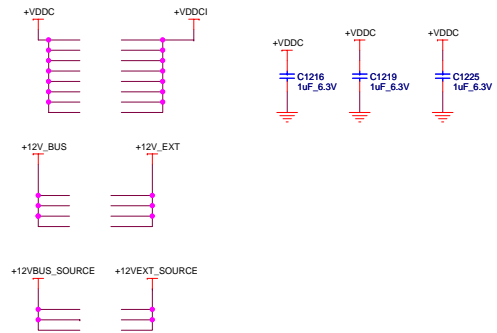 +VDDC
+VDDCI
+VDDC
+VDDC
+VDDC
C1216
1uF_6.3V
C1219
1uF_6.3V
C1225
1uF_6.3V
+12V_BUS
+12V_EXT
+12VBUS_SOURCE
+12VEXT_SOURCE